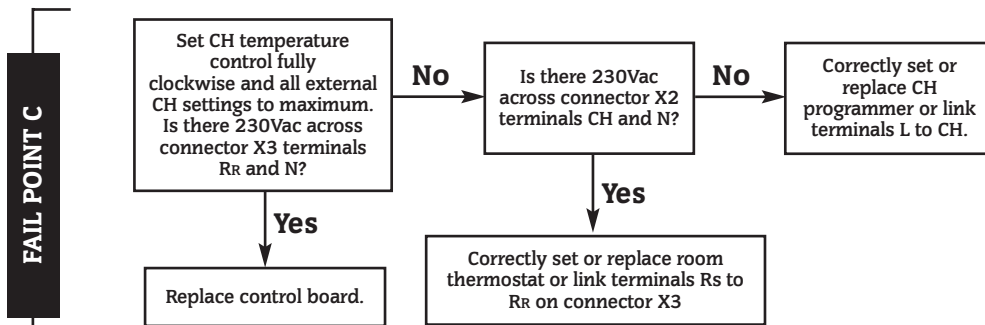 FAIL POINT C
Set CH temperature
control fully
clockwise and all external
CH settings to maximum.
Is there 230Vac across
connector X3 terminals
RR and N?
No
Is there 230Vac
across connector X2
terminals CH and N?
No
Correctly set or
replace CH
programmer or link
terminals L to CH.
Yes
Replace control board.
Yes
Correctly set or replace room
thermostat or link terminals Rs to
RR on connector X3